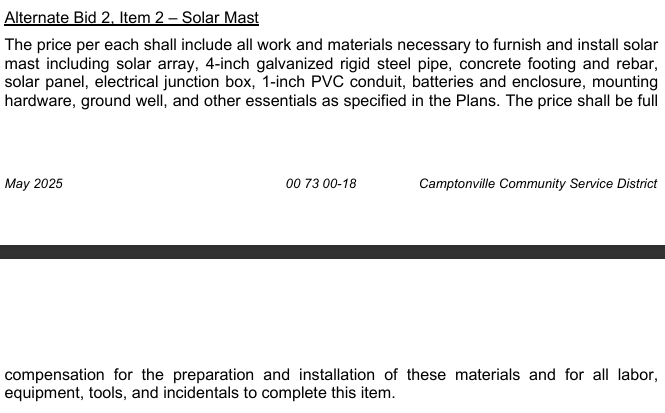 Alternate Bid 2, Item 2 – Solar Mast
The price per each shall include all work and materials necessary to furnish and install solar
mast including solar array, 4-inch galvanized rigid steel pipe, concrete footing and rebar,
solar panel, electrical junction box, 1-inch PVC conduit, batteries and enclosure, mounting
hardware, ground well, and other essentials as specified in the Plans. The price shall be full
May 2025 00 73 00-18 Camptonville Community Service District
compensation for the preparation and installation of these materials and for all labor,
equipment, tools, and incidentals to complete this item.